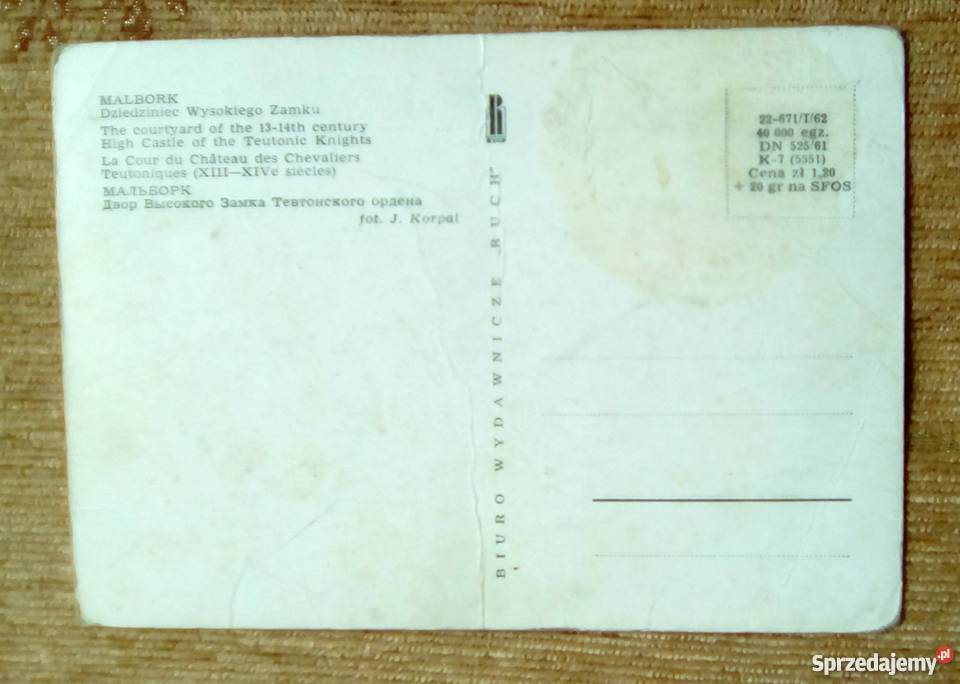 MALBORK
Dziedziniec Wysokiego Zamku
The courtyard of the 13-14th century
High Castle of the Teutonic Knights
La Cour du Château des Chevaliers
Teutoniques (XIII—XIVe siècles)
МАЛЬБОРК
Двор Высокого Замка Тевтонского ордена
fot. J. Korpal
BIURO WYDAWNICZE „RUCH"
22-671/I/62
40 000 egz.
DN 525/61
K-7 (5551)
Cena zł 1,20
+ 20 gr na SFOS
Sprzedajemy.pl